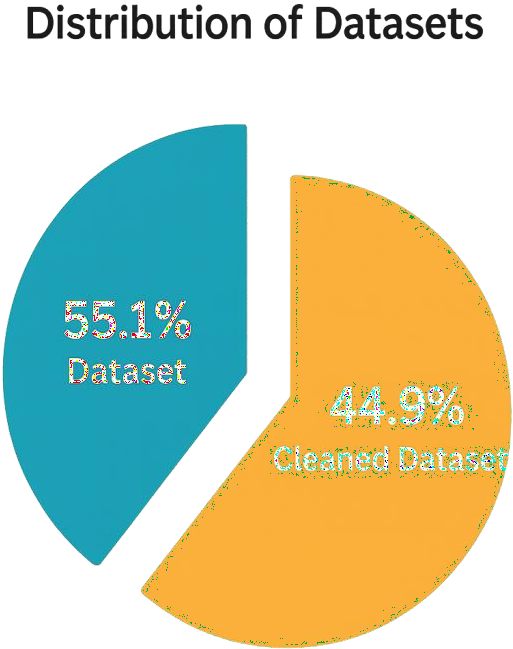 Distribution of Datasets
55.1%
Dataset
44.9%
Cleaned Dataset